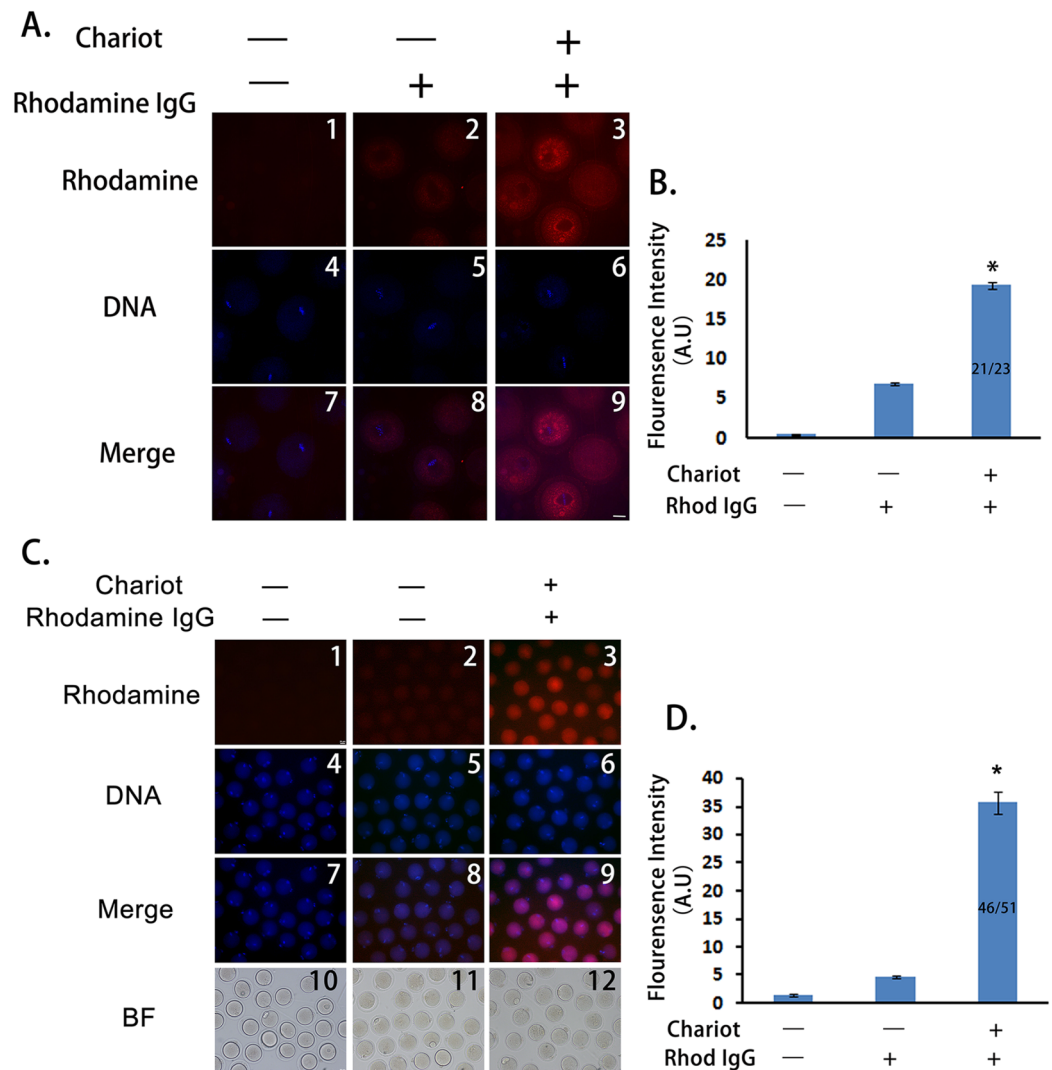 A.
Chariot — — +
Rhodamine IgG — + +
Rhodamine 1 2 3
DNA 4 5 6
Merge 7 8 9
B.
Flourensence Intensity
(A.U)
25
20
15
10
5
0
*
21/23
Chariot — — +
Rhod IgG — + +
C.
Chariot — — +
Rhodamine IgG — — +
Rhodamine 1 2 3
DNA 4 5 6
Merge 7 8 9
BF 10 11 12
D.
Flourensence Intensity
(A.U)
40
35
30
25
20
15
10
5
0
*
46/51
Chariot — — +
Rhod IgG — + +